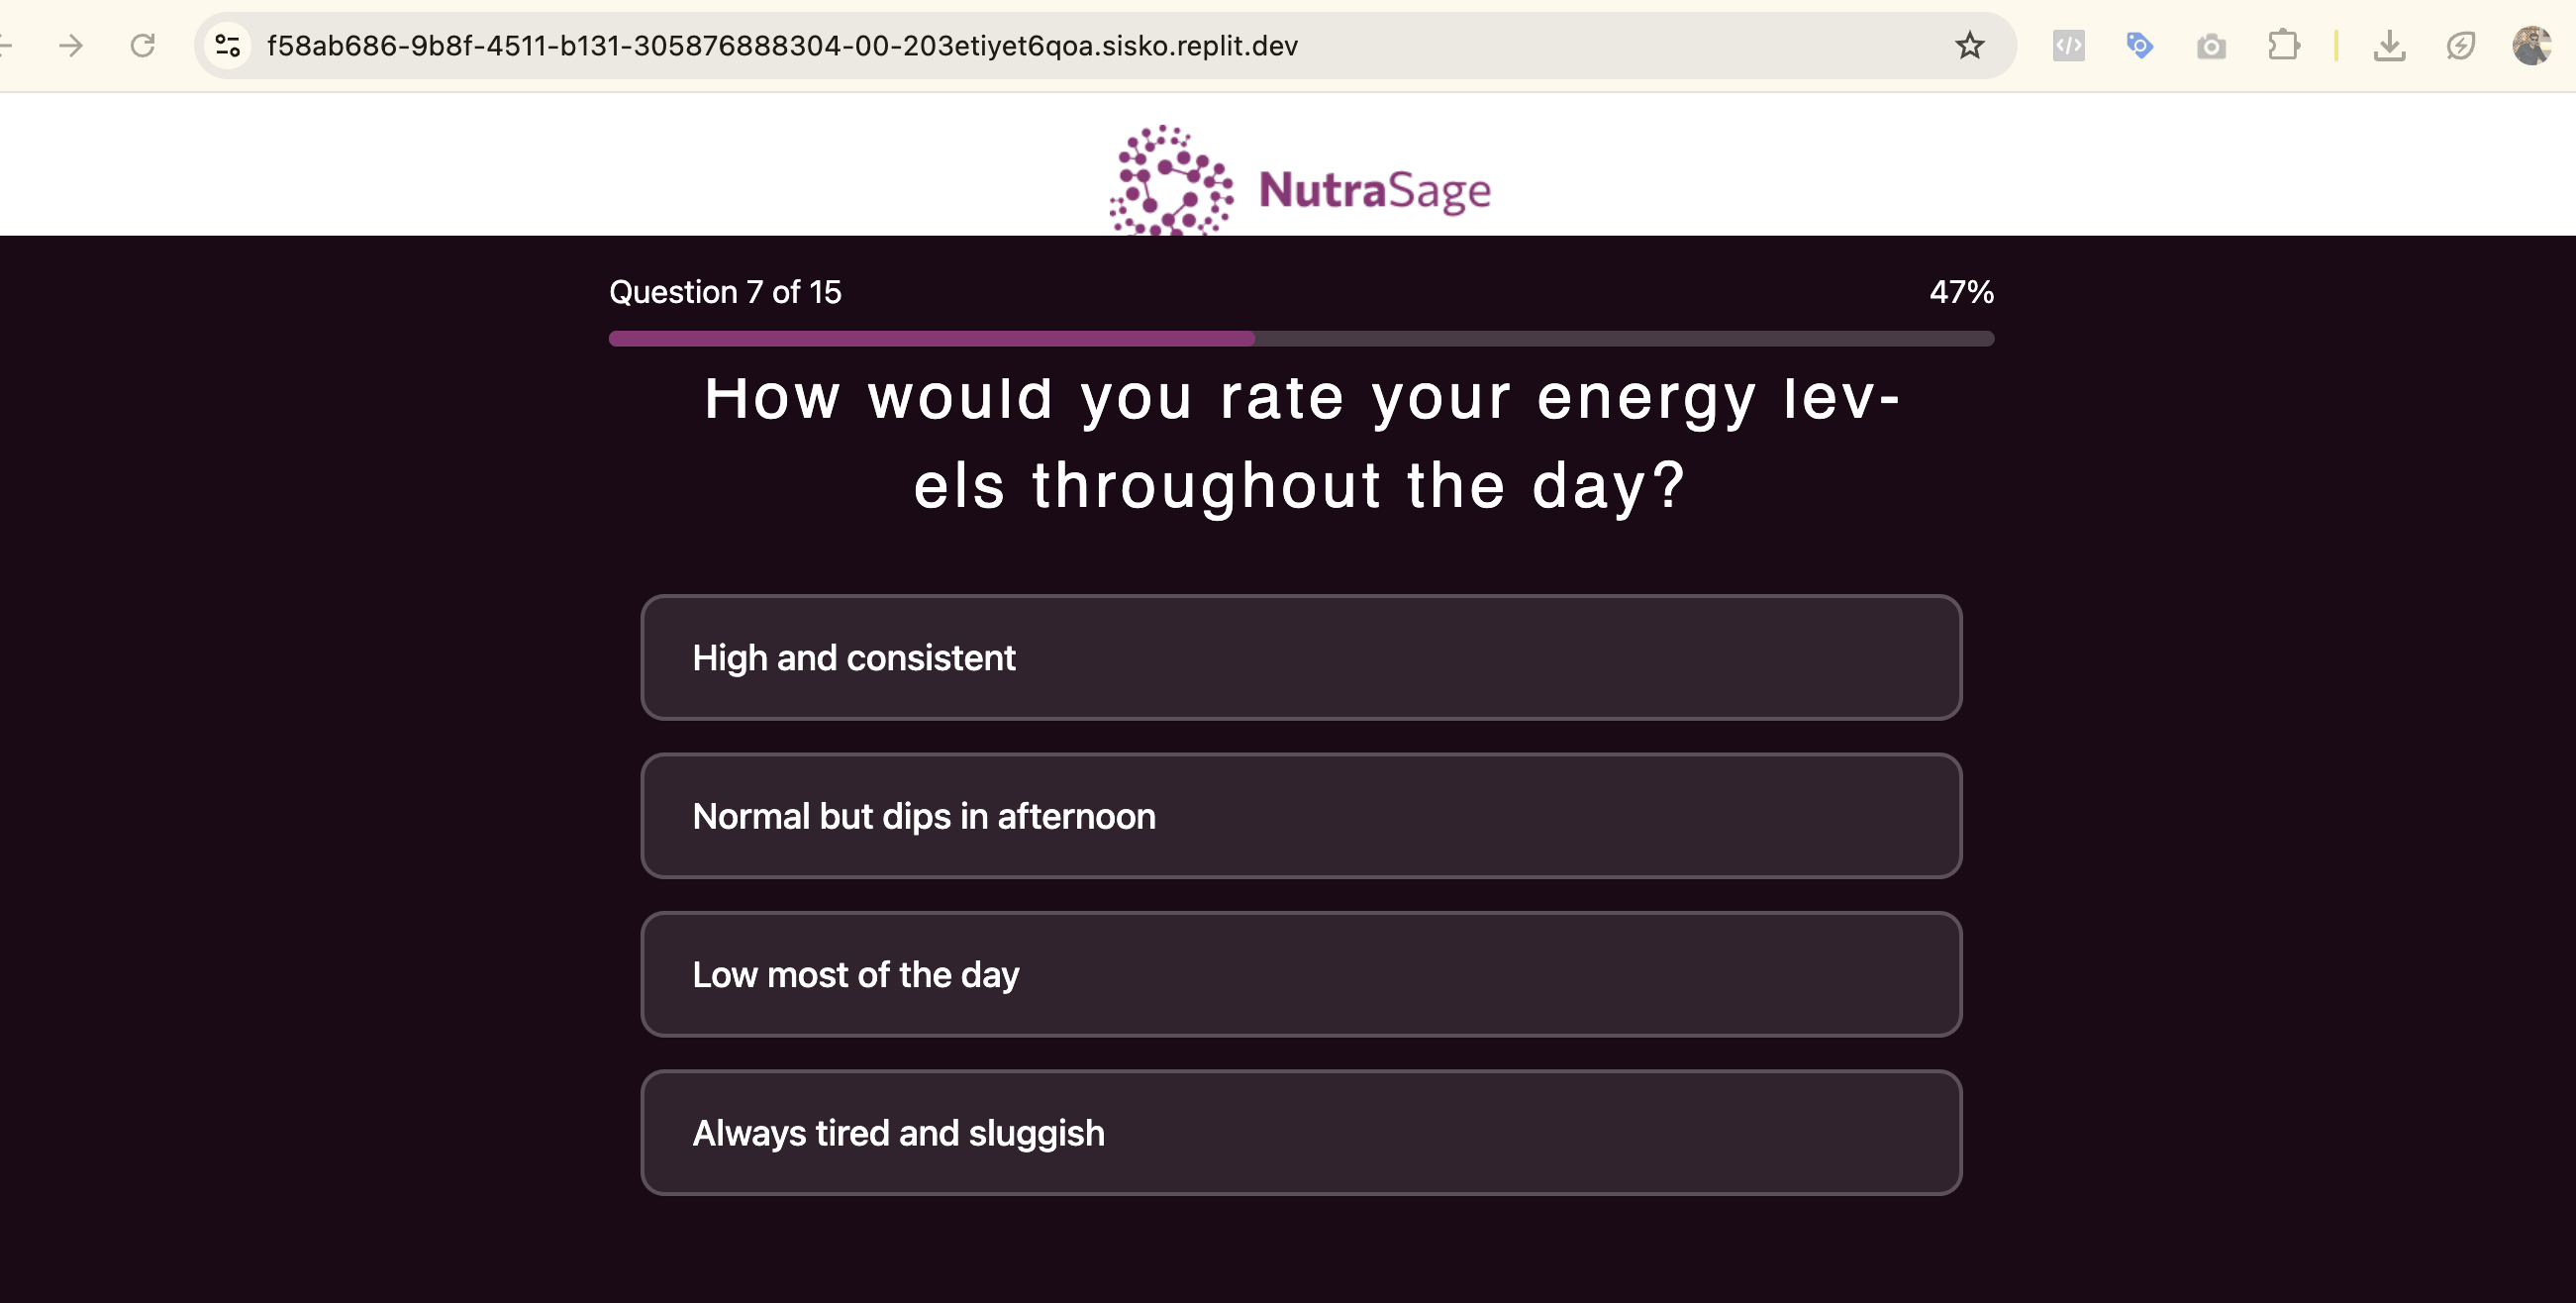 f58ab686-9b8f-4511-b131-305876888304-00-203etiyet6qoa.sisko.replit.dev
NutraSage
Question 7 of 15
47%
How would you rate your energy lev-
els throughout the day?
High and consistent
Normal but dips in afternoon
Low most of the day
Always tired and sluggish